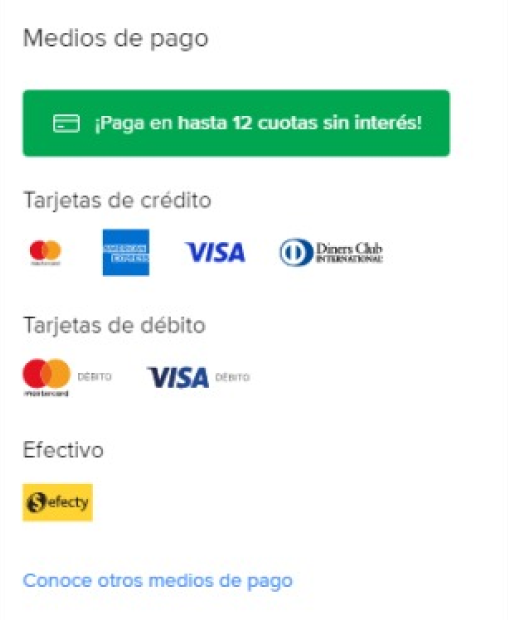 Medios de pago
¡Paga en hasta 12 cuotas sin interés!
Tarjetas de crédito
mastercard AMERICAN EXPRESS VISA Diners Club INTERNATIONAL
Tarjetas de débito
mastercard DÉBITO VISA DÉBITO
Efectivo
efecty
Conoce otros medios de pago